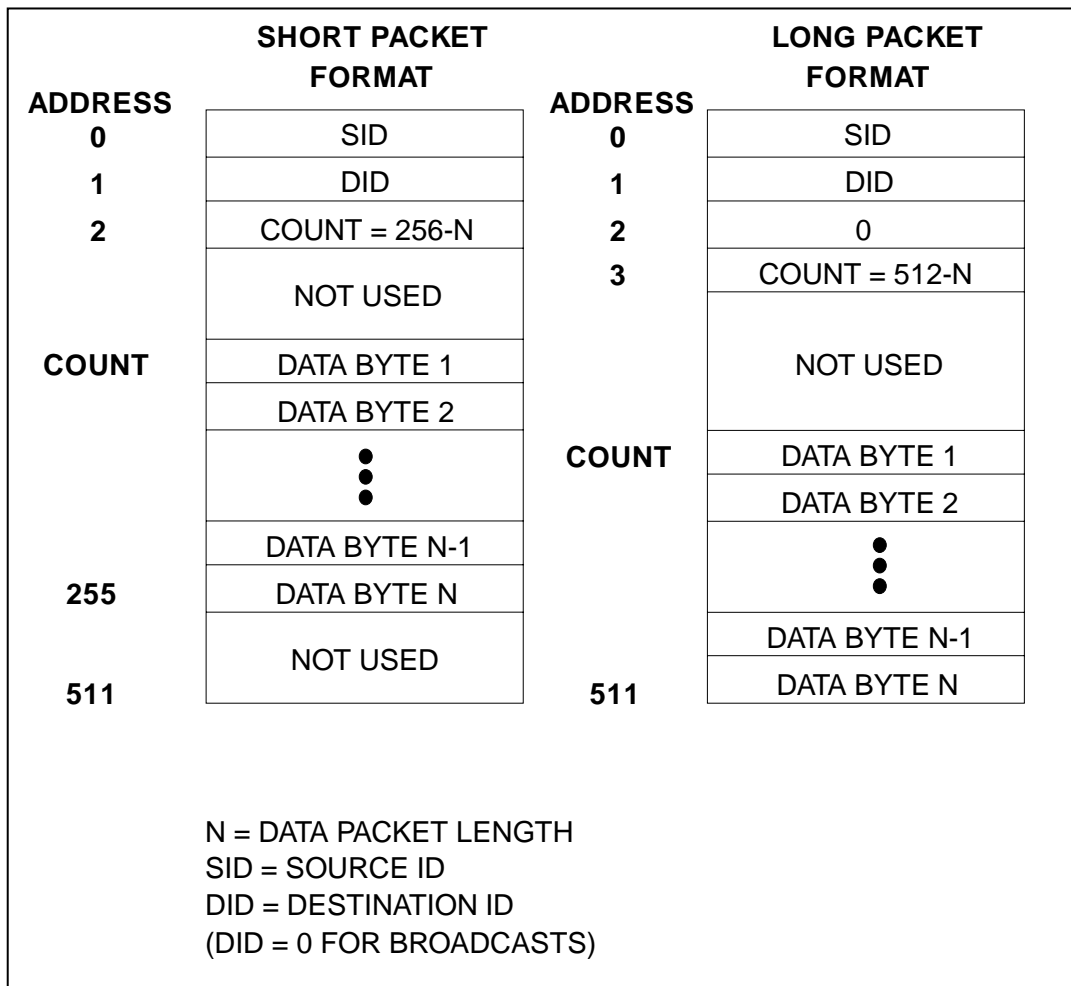 SHORT PACKET
FORMAT
ADDRESS
0 SID
1 DID
2 COUNT = 256-N
NOT USED
COUNT DATA BYTE 1
DATA BYTE 2
DATA BYTE N-1
255 DATA BYTE N
NOT USED
511
LONG PACKET
FORMAT
ADDRESS
0 SID
1 DID
2 0
3 COUNT = 512-N
NOT USED
COUNT DATA BYTE 1
DATA BYTE 2
DATA BYTE N-1
511 DATA BYTE N
N = DATA PACKET LENGTH
SID = SOURCE ID
DID = DESTINATION ID
(DID = 0 FOR BROADCASTS)